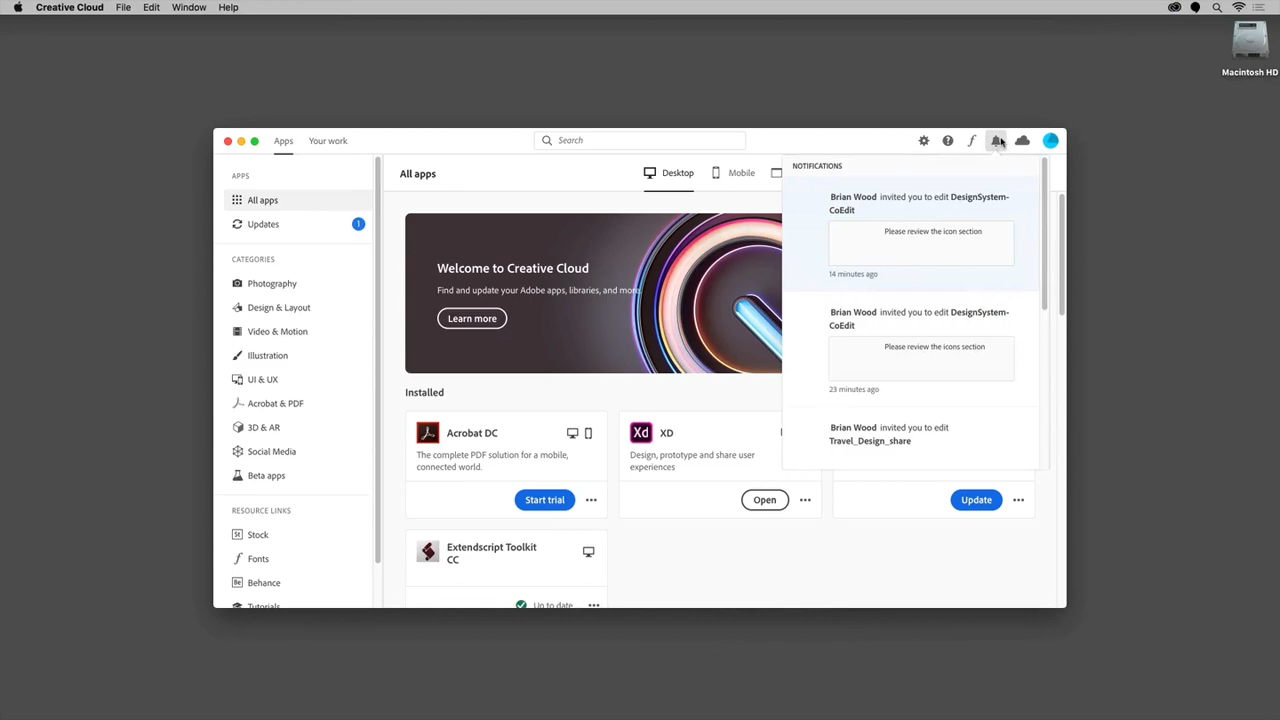 Creative Cloud File Edit Window Help
Macintosh HD
Apps Your work
Search
APPS
All apps
Updates 1
CATEGORIES
Photography
Design & Layout
Video & Motion
Illustration
UI & UX
Acrobat & PDF
3D & AR
Social Media
Beta apps
RESOURCE LINKS
St Stock
Fonts
Be Behance
Tutorials
All apps
Desktop Mobile
Welcome to Creative Cloud
Find and update your Adobe apps, libraries, and more.
Learn more
Installed
Acrobat DC
The complete PDF solution for a mobile,
connected world.
Start trial
Xd XD
Design, prototype and share user
experiences
Open
Update
Extendscript Toolkit
CC
Up to date
NOTIFICATIONS
Brian Wood invited you to edit DesignSystem-
CoEdit
Please review the icon section
14 minutes ago
Brian Wood invited you to edit DesignSystem-
CoEdit
Please review the icons section
23 minutes ago
Brian Wood invited you to edit
Travel_Design_share